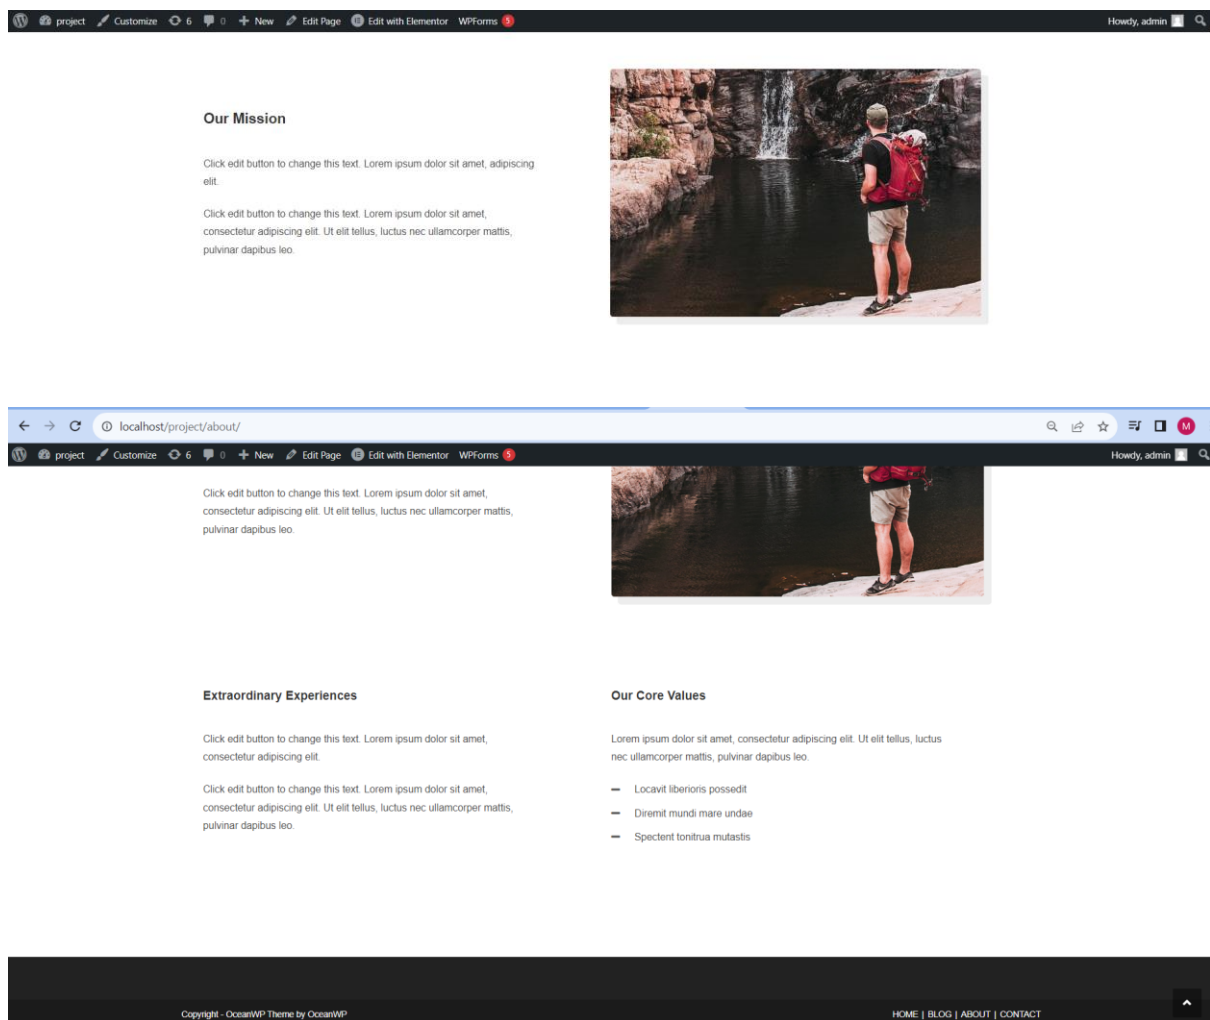 project Customize 6 0 New Edit Page Edit with Elementor WPForms 5 Howdy, admin
Our Mission
Click edit button to change this text. Lorem ipsum dolor sit amet, adipiscing
elit.
Click edit button to change this text. Lorem ipsum dolor sit amet,
consectetur adipiscing elit. Ut elit tellus, luctus nec ullamcorper mattis,
pulvinar dapibus leo.
localhost/project/about/ M
project Customize 6 0 New Edit Page Edit with Elementor WPForms 5 Howdy, admin
Click edit button to change this text. Lorem ipsum dolor sit amet,
consectetur adipiscing elit. Ut elit tellus, luctus nec ullamcorper mattis,
pulvinar dapibus leo.
Extraordinary Experiences
Click edit button to change this text. Lorem ipsum dolor sit amet,
consectetur adipiscing elit.
Click edit button to change this text. Lorem ipsum dolor sit amet,
consectetur adipiscing elit. Ut elit tellus, luctus nec ullamcorper mattis,
pulvinar dapibus leo.
Our Core Values
Lorem ipsum dolor sit amet, consectetur adipiscing elit. Ut elit tellus, luctus
nec ullamcorper mattis, pulvinar dapibus leo.
Locavit liberioris possedit
Diremit mundi mare undae
Spectent tonitrua mutastis
Copyright - OceanWP Theme by OceanWP
HOME | BLOG | ABOUT | CONTACT